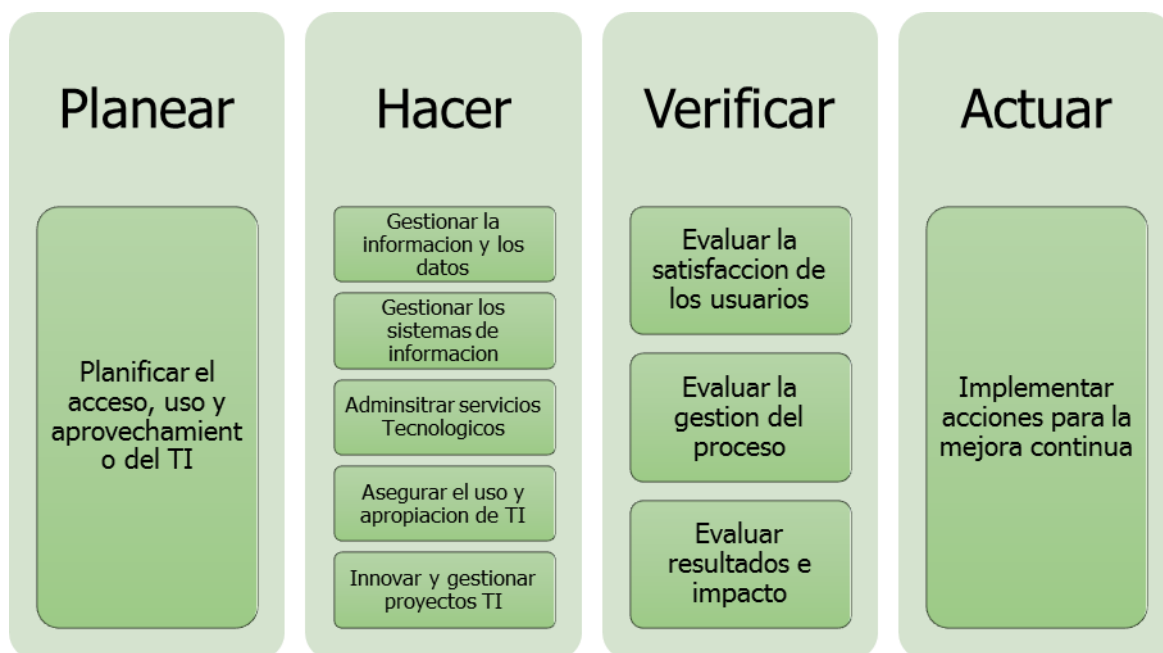 Planear
Planificar el
acceso, uso y
aprovechamient
o del TI
Hacer
Gestionar la
informacion y los
datos
Gestionar los
sistemas de
informacion
Adminsitrar servicios
Tecnologicos
Asegurar el uso y
apropiacion de TI
Innovar y gestionar
proyectos TI
Verificar
Evaluar la
satisfaccion de
los usuarios
Evaluar la
gestion del
proceso
Evaluar
resultados e
impacto
Actuar
Implementar
acciones para la
mejora continua